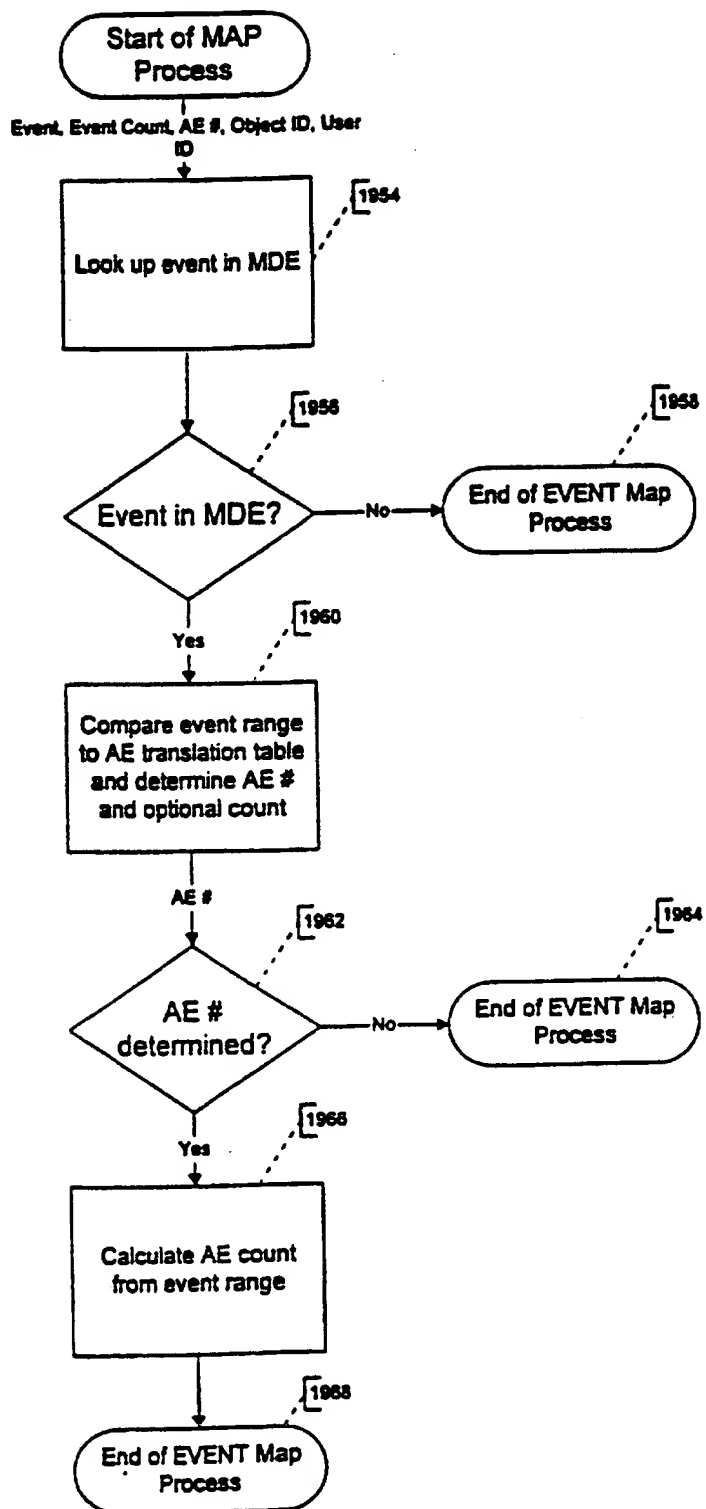 Start of MAP
Process
Event, Event Count, AE #, Object ID, User
ID
1954
Look up event in MDE
1956
1958
Event in MDE?
No
End of EVENT Map
Process
1960
Yes
Compare event range
to AE translation table
and determine AE #
and optional count
AE #
1962
1964
AE #
determined?
No
End of EVENT Map
Process
1966
Yes
Calculate AE count
from event range
1968
End of EVENT Map
Process